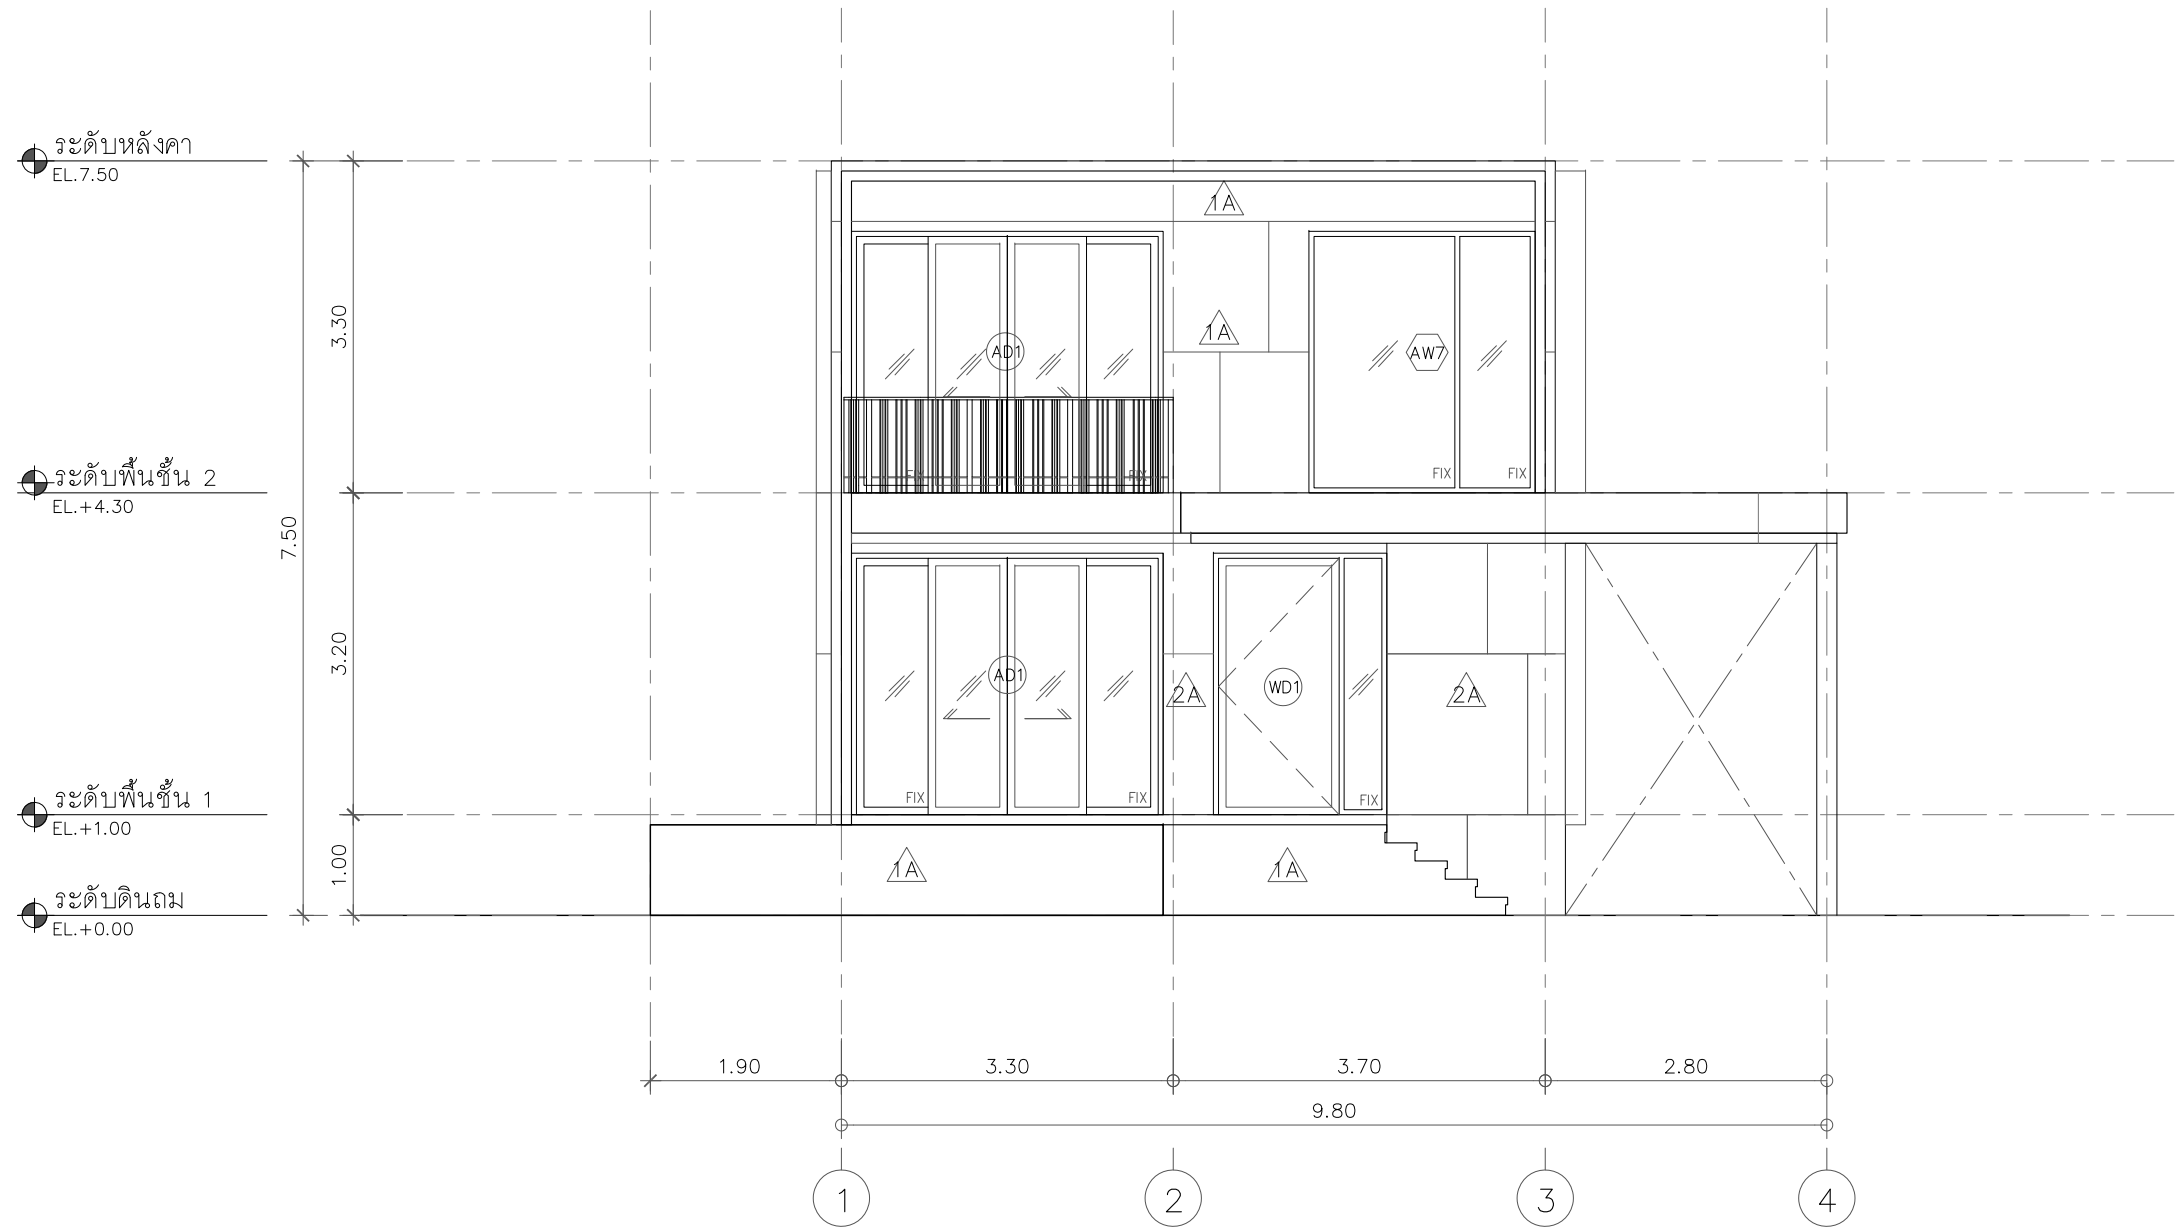 ระดับหลังคา
EL.7.50
1A
3.30
1A
AD1
AW7
FIX
FIX
FIX
FIX
ระดับพื้นชั้น 2
EL.+4.30
7.50
3.20
AD1
2A
WD1
2A
FIX
FIX
FIX
ระดับพื้นชั้น 1
EL.+1.00
1.00
1A
1A
ระดับดินถม
EL.+0.00
1.90
3.30
3.70
2.80
9.80
1
2
3
4